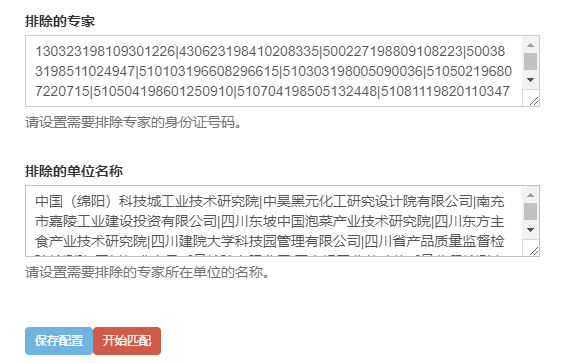 排除的专家
130323198109301226|430623198410208335|500227198809108223|50038
3198511024947|510103196608296615|510303198005090036|5105021968
07220715|510504198601250910|510704198505132448|51081119820110347
请设置需要排除专家的身份证号码。
排除的单位名称
中国（绵阳）科技城工业技术研究院|中昊黑元化工研究设计院有限公司|南充
市嘉陵工业建设投资有限公司|四川东坡中国泡菜产业技术研究院|四川东方主
食产业技术研究院|四川建院大学科技园管理有限公司|四川省产品质量监督检
请设置需要排除的专家所在单位的名称。
保存配置 开始匹配